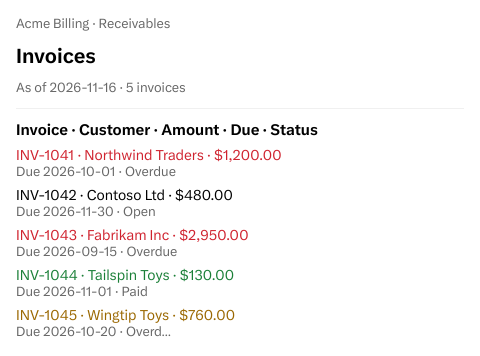 Acme Billing · Receivables
Invoices
As of 2026-11-16 · 5 invoices
Invoice · Customer · Amount · Due · Status
INV-1041 · Northwind Traders · $1,200.00
Due 2026-10-01 · Overdue
INV-1042 · Contoso Ltd · $480.00
Due 2026-11-30 · Open
INV-1043 · Fabrikam Inc · $2,950.00
Due 2026-09-15 · Overdue
INV-1044 · Tailspin Toys · $130.00
Due 2026-11-01 · Paid
INV-1045 · Wingtip Toys · $760.00
Due 2026-10-20 · Overd...